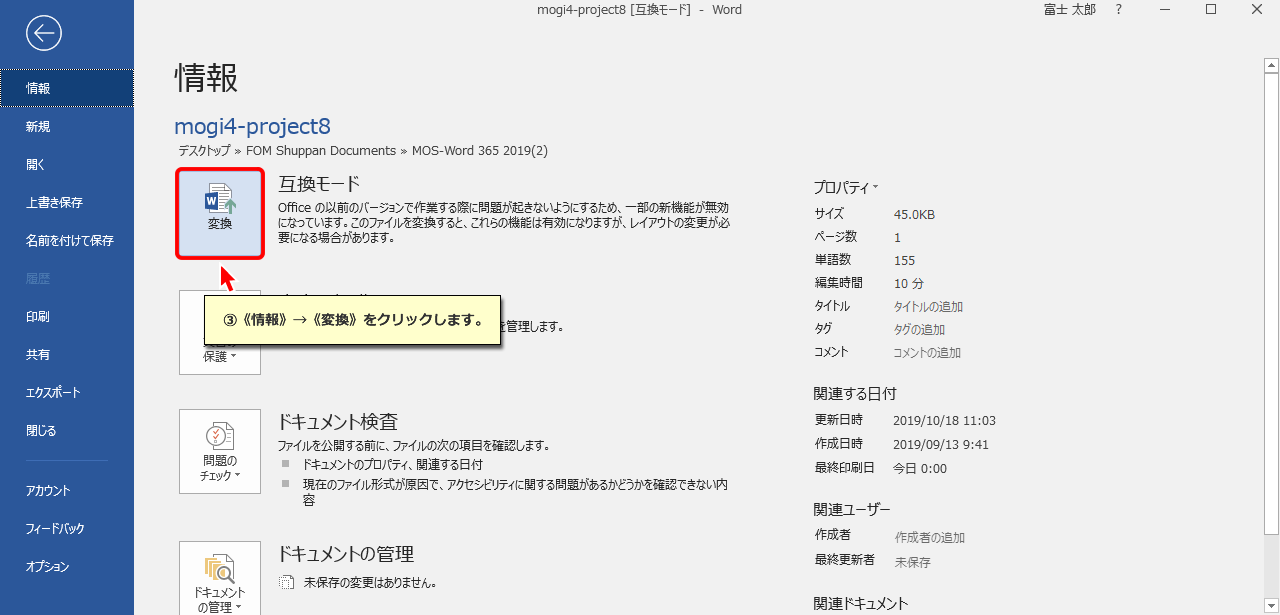 mogi4-project8 [互換モード] - Word
富士 太郎
?
情報
新規
開く
上書き保存
名前を付けて保存
履歴
印刷
共有
エクスポート
閉じる
アカウント
フィードバック
オプション
情報
mogi4-project8
デスクトップ » FOM Shuppan Documents » MOS-Word 365 2019(2)
W
変換
互換モード
Office の以前のバージョンで作業する際に問題が起きないようにするため、一部の新機能が無効
になっています。このファイルを変換すると、これらの機能は有効になりますが、レイアウトの変更が必
要になる場合があります。
③《情報》→《変換》をクリックします。
を管理します。
保護
問題の
チェック
ドキュメント検査
ファイルを公開する前に、ファイルの次の項目を確認します。
ドキュメントのプロパティ、関連する日付
現在のファイル形式が原因で、アクセシビリティに関する問題があるかどうかを確認できない内
容
ドキュメント
の管理
ドキュメントの管理
未保存の変更はありません。
プロパティ
サイズ 45.0KB
ページ数 1
単語数 155
編集時間 10 分
タイトル タイトルの追加
タグ タグの追加
コメント コメントの追加
関連する日付
更新日時 2019/10/18 11:03
作成日時 2019/09/13 9:41
最終印刷日 今日 0:00
関連ユーザー
作成者 作成者の追加
最終更新者 未保存
関連ドキュメント